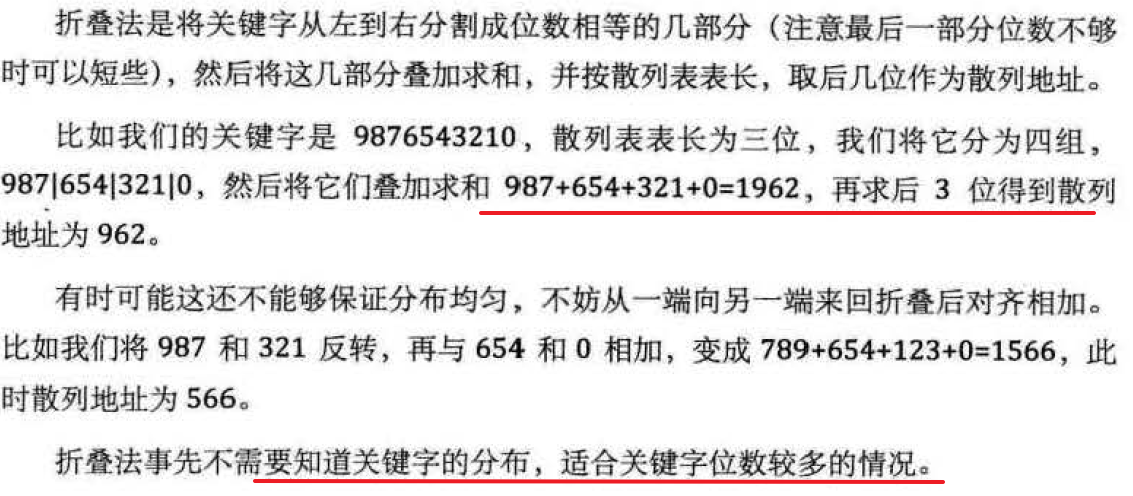 折叠法是将关键字从左到右分割成位数相等的几部分（注意最后一部分位数不够
时可以短些），然后将这几部分叠加求和，并按散列表表长，取后几位作为散列地址。
比如我们的关键字是 9876543210，散列表表长为三位，我们将它分为四组，
987|654|321|0，然后将它们叠加求和 987+654+321+0=1962，再求后 3 位得到散列
地址为 962。
有时可能这还不能够保证分布均匀，不妨从一端向另一端来回折叠后对齐相加。
比如我们将 987 和 321 反转，再与 654 和 0 相加，变成 789+654+123+0=1566，此
时散列地址为 566。
折叠法事先不需要知道关键字的分布，适合关键字位数较多的情况。